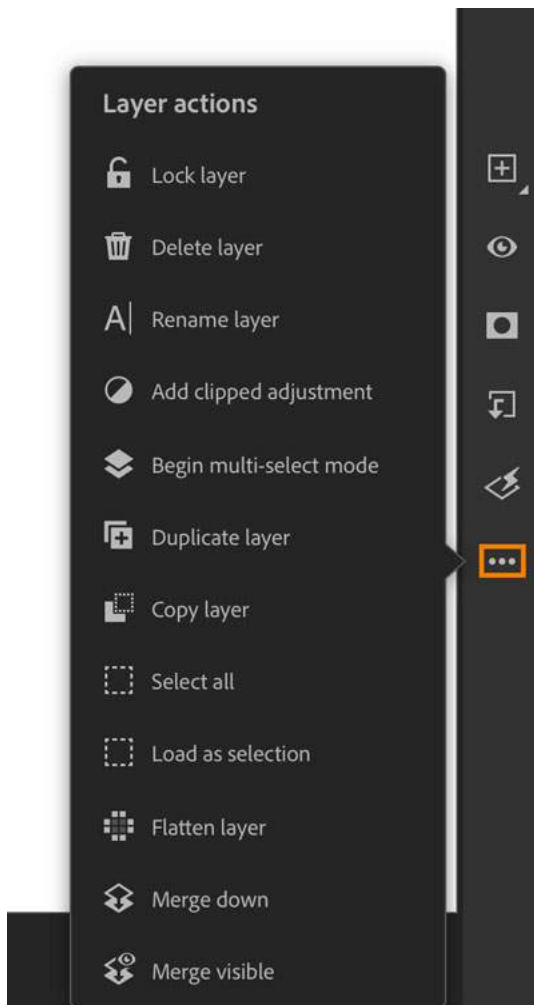 Layer actions
Lock layer
Delete layer
Rename layer
Add clipped adjustment
Begin multi-select mode
Duplicate layer
Copy layer
Select all
Load as selection
Flatten layer
Merge down
Merge visible